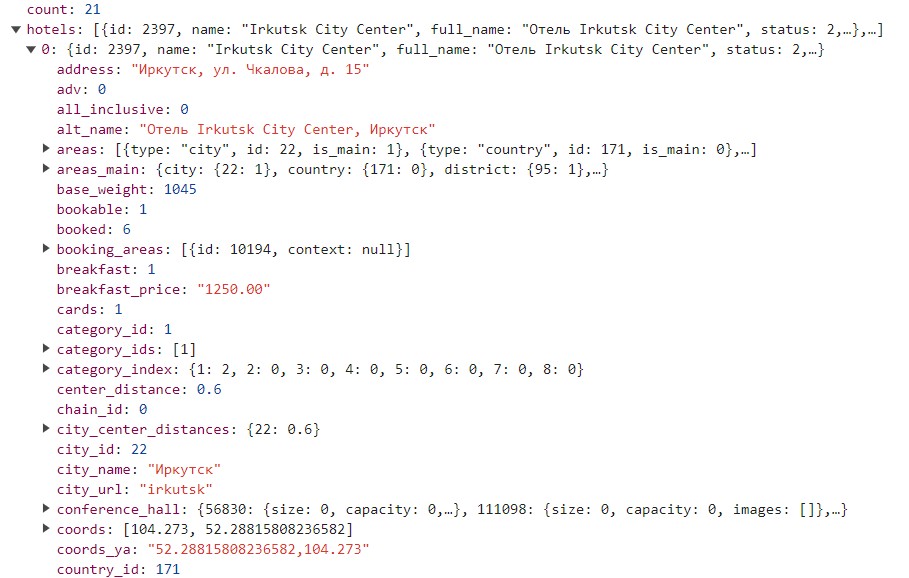 count: 21
hotels: [{id: 2397, name: "Irkutsk City Center", full_name: "Отель Irkutsk City Center", status: 2,…},…]
0: {id: 2397, name: "Irkutsk City Center", full_name: "Отель Irkutsk City Center", status: 2,…}
address: "Иркутск, ул. Чкалова, д. 15"
adv: 0
all_inclusive: 0
alt_name: "Отель Irkutsk City Center, Иркутск"
areas: [{type: "city", id: 22, is_main: 1}, {type: "country", id: 171, is_main: 0},…]
areas_main: {city: {22: 1}, country: {171: 0}, district: {95: 1},…}
base_weight: 1045
bookable: 1
booked: 6
booking_areas: [{id: 10194, context: null}]
breakfast: 1
breakfast_price: "1250.00"
cards: 1
category_id: 1
category_ids: [1]
category_index: {1: 2, 2: 0, 3: 0, 4: 0, 5: 0, 6: 0, 7: 0, 8: 0}
center_distance: 0.6
chain_id: 0
city_center_distances: {22: 0.6}
city_id: 22
city_name: "Иркутск"
city_url: "irkutsk"
conference_hall: {56830: {size: 0, capacity: 0,…}, 111098: {size: 0, capacity: 0, images: []},…}
coords: [104.273, 52.28815808236582]
coords_ya: "52.28815808236582,104.273"
country_id: 171